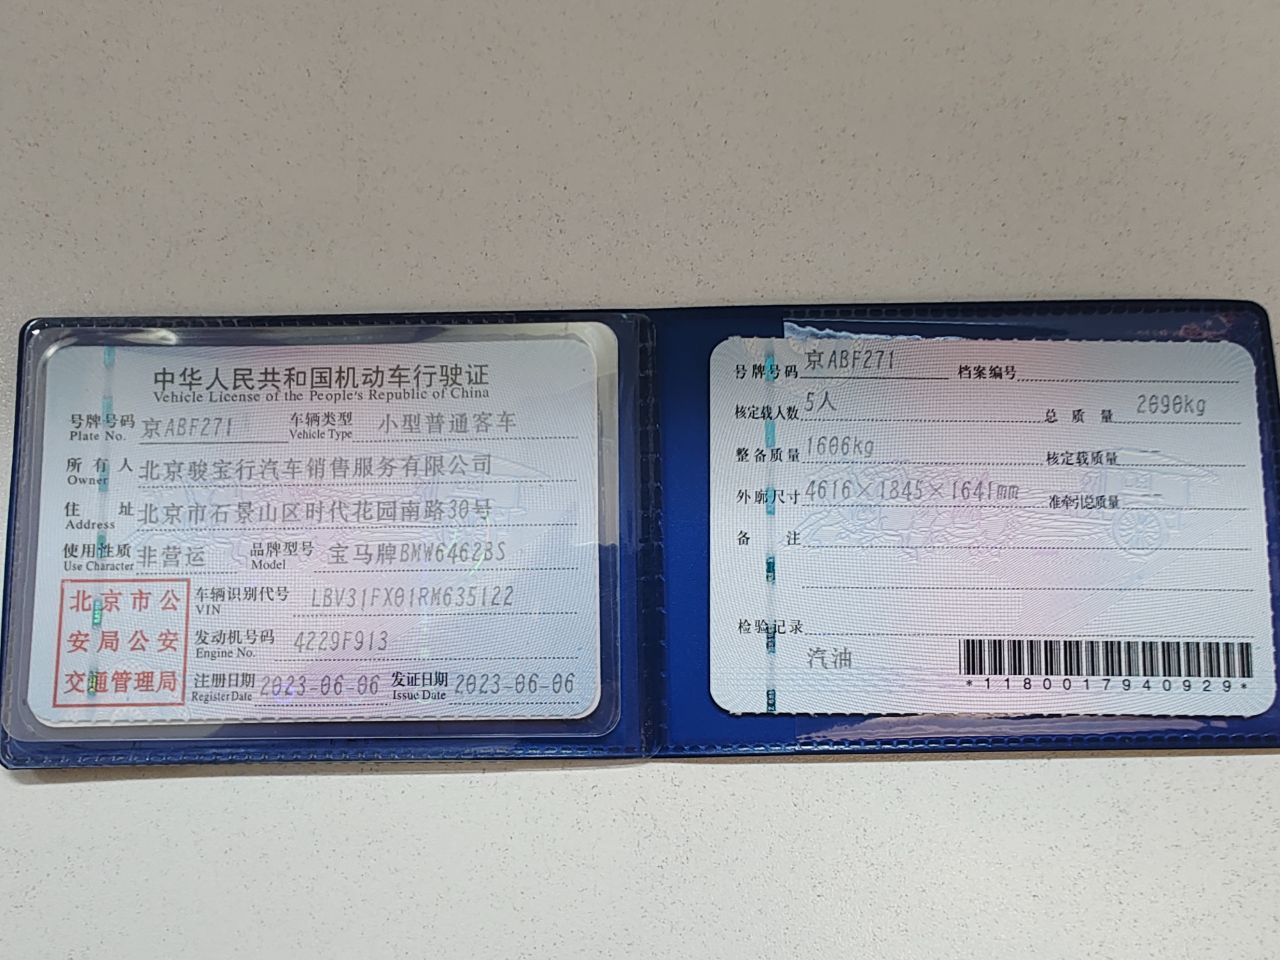 中华人民共和国机动车行驶证
Vehicle License of the People's Republic of China
号牌号码 京ABF271 车辆类型 小型普通客车
Plate No. Vehicle Type
所有人 北京骏宝行汽车销售服务有限公司
Owner
住址 北京市石景山区时代花园南路30号
Address
使用性质 非营运 品牌型号 宝马牌BMW6462BS
Use Character Model
北京市公
安局公安
交通管理局
车辆识别代号 LBV31FX01RM635122
VIN
发动机号码 4229F913
Engine No.
注册日期 2023-06-06 发证日期 2023-06-06
Register Date Issue Date
号牌号码 京ABF271 档案编号
核定载人数 5人 总质量 2090kg
整备质量 1606kg 核定载质量 --
外廓尺寸 4616×1845×1641mm 准牵引总质量 --
备注
检验记录
汽油
*1180017940929*